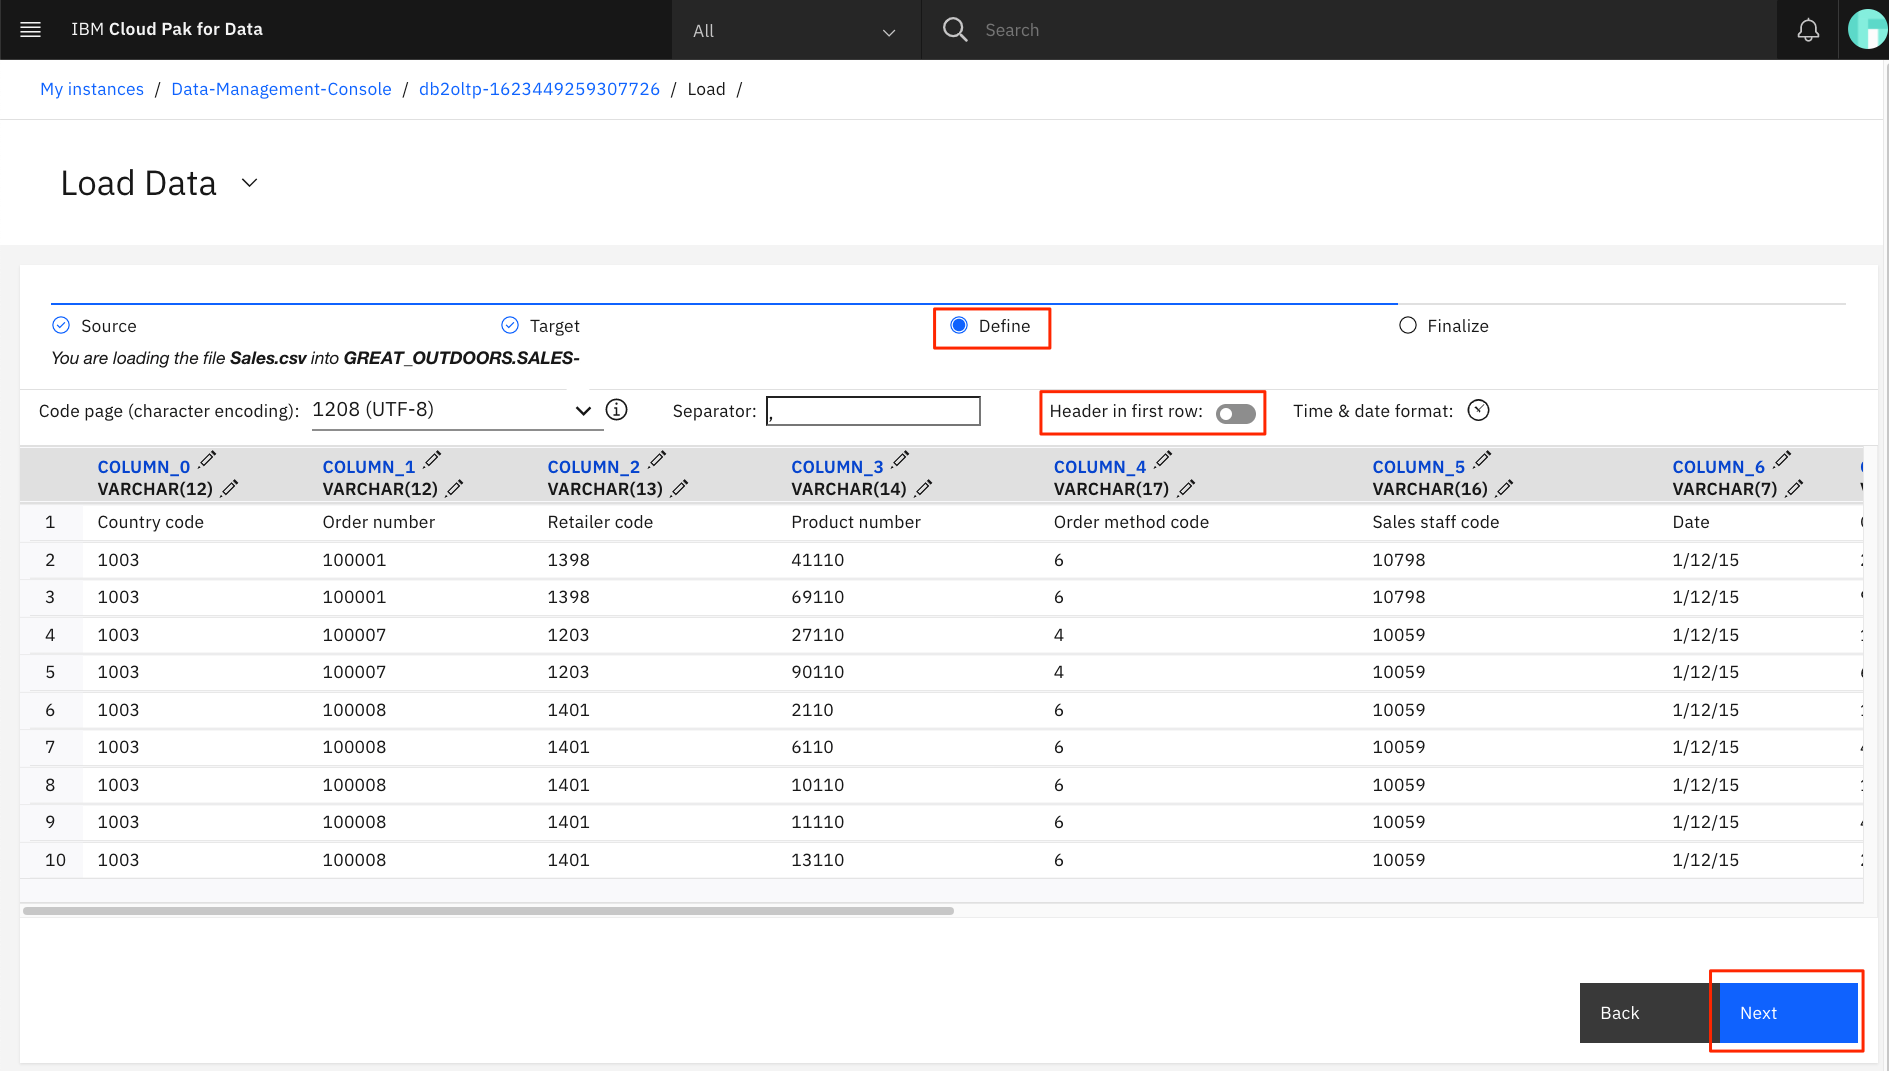 IBM Cloud Pak for Data All Search
My instances / Data-Management-Console / db2oltp-1623449259307726 / Load /
Load Data
Source Target Define Finalize
You are loading the file Sales.csv into GREAT_OUTDOORS.SALES-
Code page (character encoding): 1208 (UTF-8) Separator: , Header in first row: Time & date format:
COLUMN_0 COLUMN_1 COLUMN_2 COLUMN_3 COLUMN_4 COLUMN_5 COLUMN_6
VARCHAR(12) VARCHAR(12) VARCHAR(13) VARCHAR(14) VARCHAR(17) VARCHAR(16) VARCHAR(7)
1 Country code Order number Retailer code Product number Order method code Sales staff code Date
2 1003 100001 1398 41110 6 10798 1/12/15
3 1003 100001 1398 69110 6 10798 1/12/15
4 1003 100007 1203 27110 4 10059 1/12/15
5 1003 100007 1203 90110 4 10059 1/12/15
6 1003 100008 1401 2110 6 10059 1/12/15
7 1003 100008 1401 6110 6 10059 1/12/15
8 1003 100008 1401 10110 6 10059 1/12/15
9 1003 100008 1401 11110 6 10059 1/12/15
10 1003 100008 1401 13110 6 10059 1/12/15
Back Next